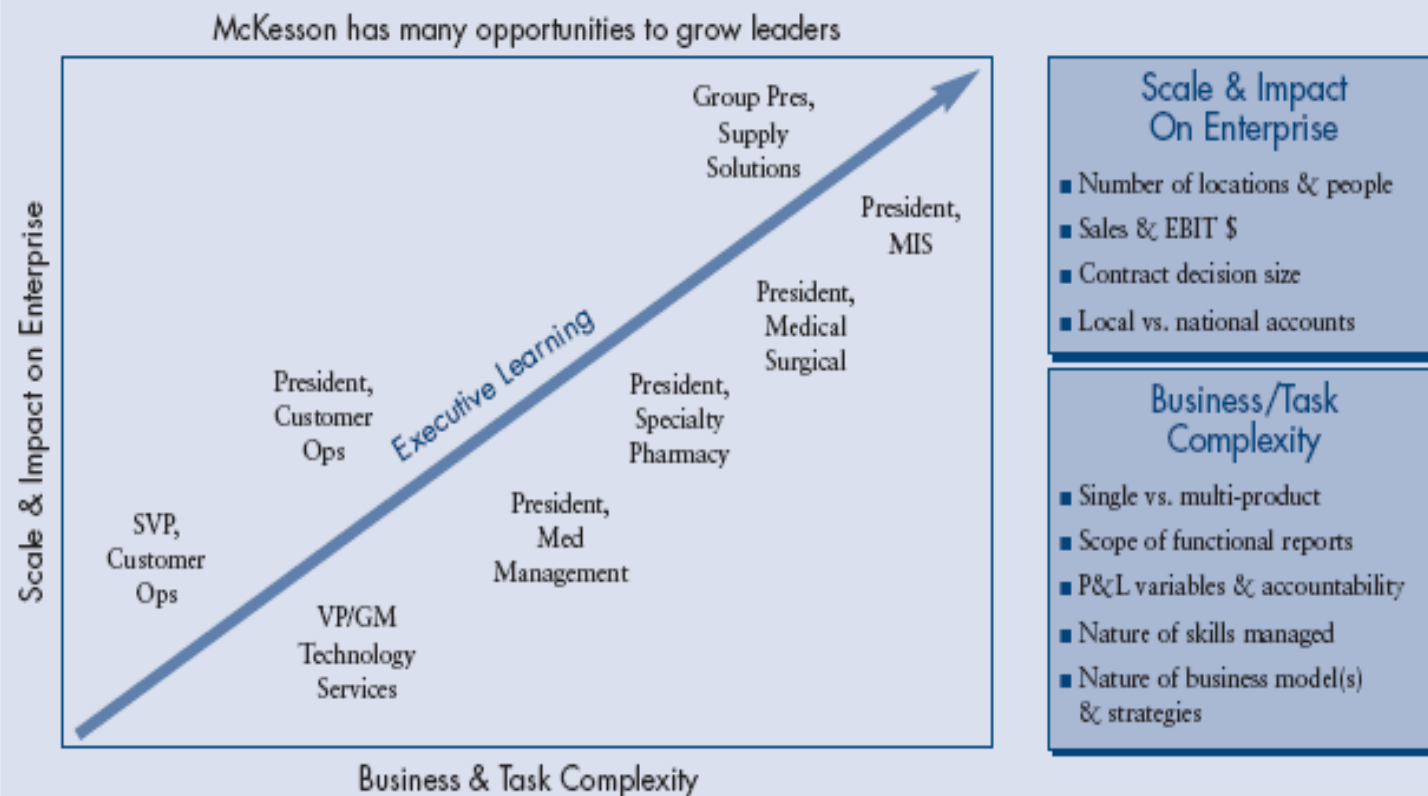 McKesson has many opportunities to grow leaders
Scale & Impact on Enterprise
Group Pres,
Supply
Solutions
President,
MIS
President,
Medical
Surgical
Executive Learning
President,
Customer
Ops
President,
Specialty
Pharmacy
President,
Med
Management
SVP,
Customer
Ops
VP/GM
Technology
Services
Business & Task Complexity
Scale & Impact
On Enterprise
■ Number of locations & people
■ Sales & EBIT $
■ Contract decision size
■ Local vs. national accounts
Business/Task
Complexity
■ Single vs. multi-product
■ Scope of functional reports
■ P&L variables & accountability
■ Nature of skills managed
■ Nature of business model(s)
& strategies